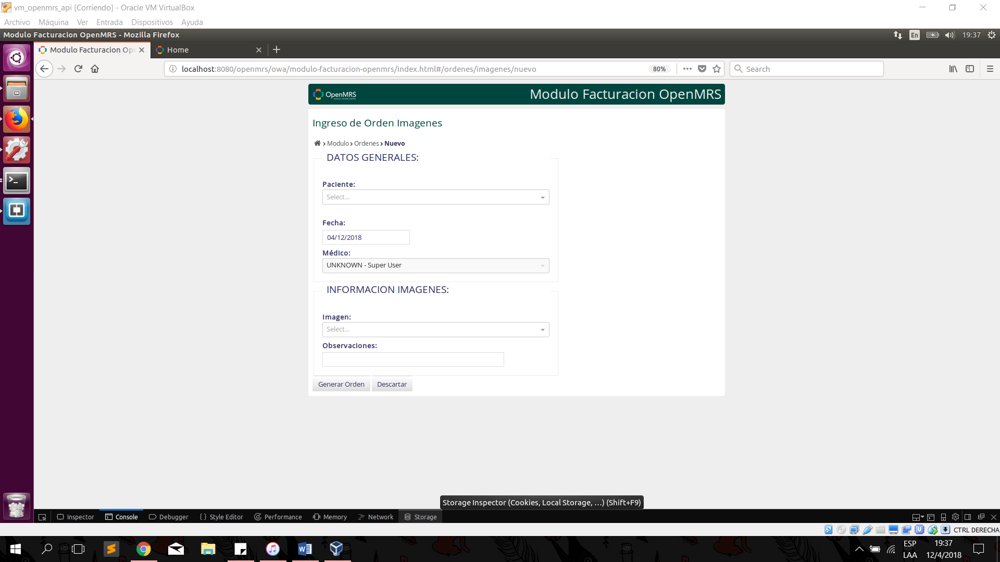 vm_openmrs_api [Corriendo] - Oracle VM VirtualBox
Archivo Máquina Ver Entrada Dispositivos Ayuda
Modulo Facturacion OpenMRS - Mozilla Firefox
En 19:37
Modulo Facturacion Ope
Home
localhost:8080/openmrs/owa/modulo-facturacion-openmrs/index.html#/ordenes/imagenes/nuevo 80% Search
OpenMRS Modulo Facturacion OpenMRS
Ingreso de Orden Imagenes
Modulo Ordenes Nuevo
DATOS GENERALES:
Paciente:
Select...
Fecha:
04/12/2018
Médico:
UNKNOWN - Super User
INFORMACION IMAGENES:
Imagen:
Select...
Observaciones:
Generar Orden Descartar
Storage Inspector (Cookies, Local Storage, ...) (Shift+F9)
Inspector Console Debugger { } Style Editor Performance Memory Network Storage
CTRL DERECHA
ESP 19:37
LAA 12/4/2018